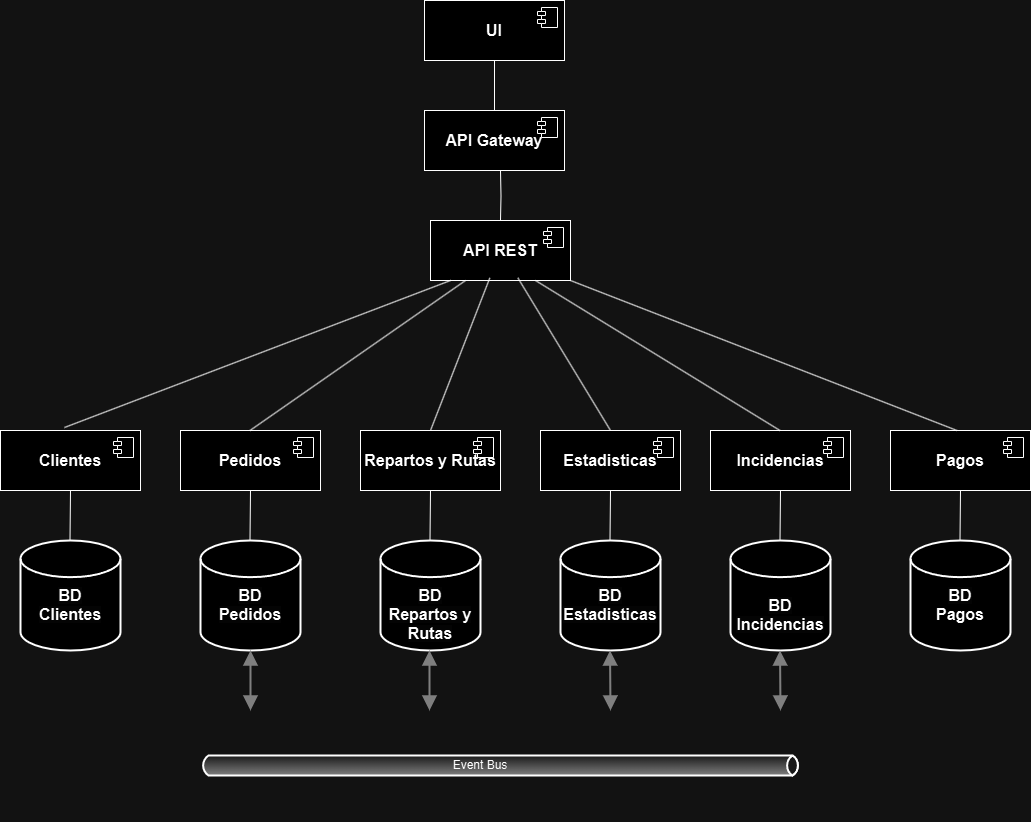 UI
API Gateway
API REST
Clientes
Pedidos
Repartos y Rutas
Estadisticas
Incidencias
Pagos
BD
Clientes
BD
Pedidos
BD
Repartos y
Rutas
BD
Estadisticas
BD
Incidencias
BD
Pagos
Event Bus